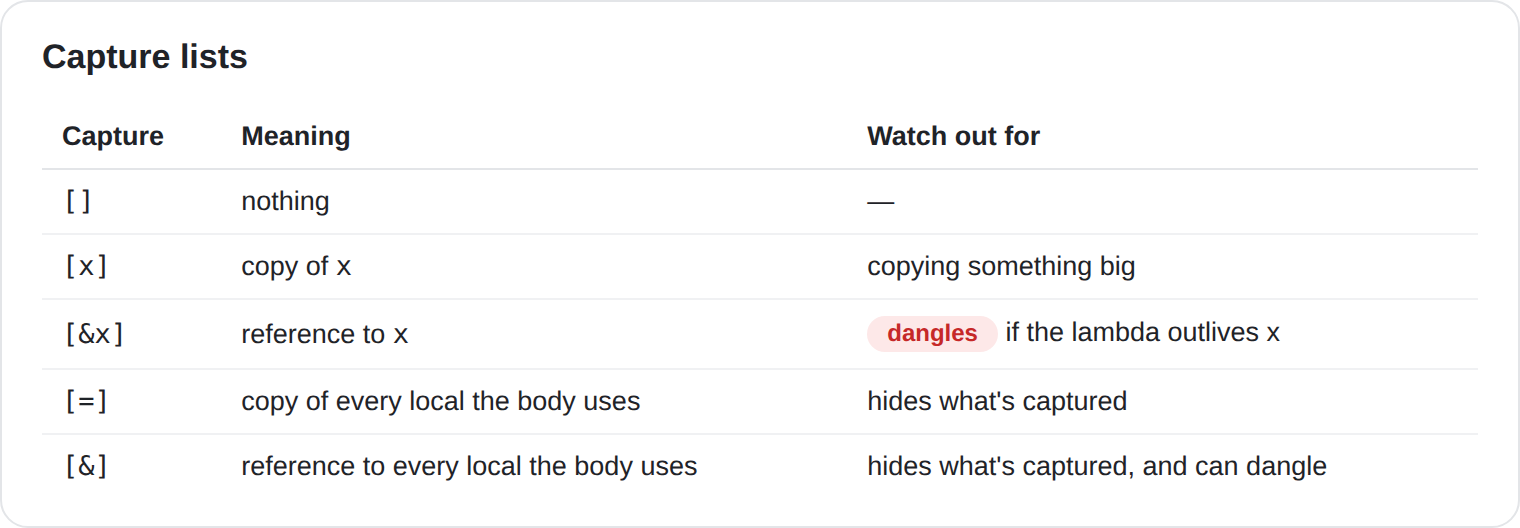 Capture lists
Capture Meaning Watch out for
[] nothing —
[x] copy of x copying something big
[&x] reference to x dangles if the lambda outlives x
[=] copy of every local the body uses hides what's captured
[&] reference to every local the body uses hides what's captured, and can dangle